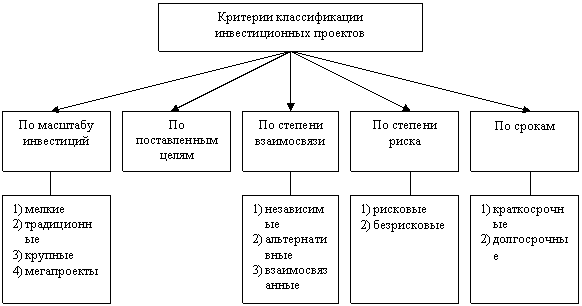 Критерии классификации
инвестиционных проектов
По масштабу
инвестиций
По
поставленным
целям
По степени
взаимосвязи
По степени
риска
По срокам
1) мелкие
2) традиционн
ые
3) крупные
4) мегапроекты
1) независим
ые
2) альтернати
вные
3) взаимосвяз
анные
1) рисковые
2) безрисковые
1) краткосрочн
ые
2) долгосрочны
е